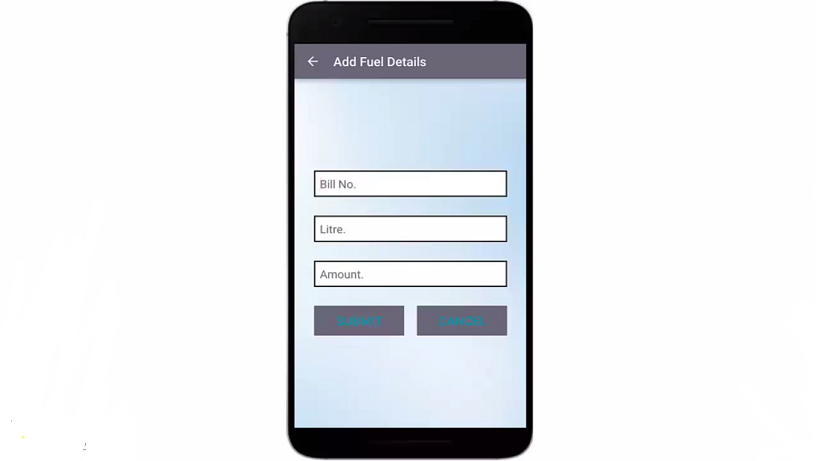 Add Fuel Details
Bill No.
Litre.
Amount.
SUBMIT
CANCEL